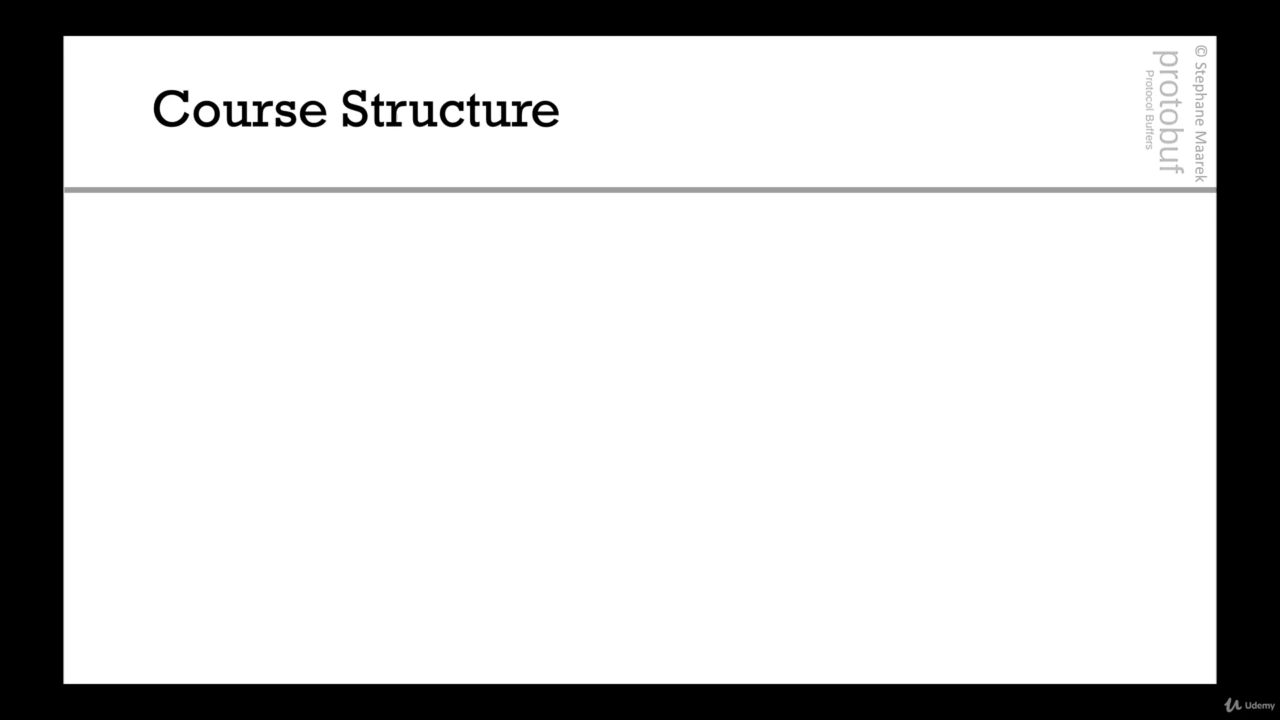 Course Structure
© Stephane Maarek
protobuf
Protocol Buffers
Udemy